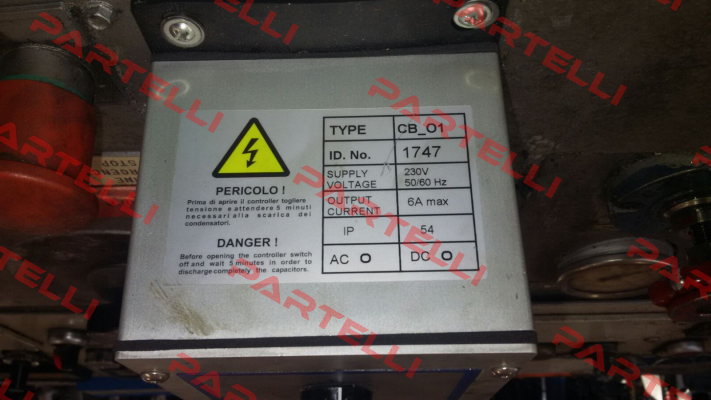 PARTELLI
PARTELLI
PARTELLI
PERICOLO !
Prima di aprire il controller togliere
tensione e attendere 5 minuti
necessari alla scarica dei
condensatori.
DANGER !
Before opening the controller switch
off and wait 5 minutes in order to
discharge completely the capacitors.
TYPE CB_01
ID. No. 1747
SUPPLY VOLTAGE 230V 50/60 Hz
OUTPUT CURRENT 6A max
IP 54
AC O DC O
STOP
PARTELLI
PARTELLI
PARTELLI
PARTELLI
PARTELLI